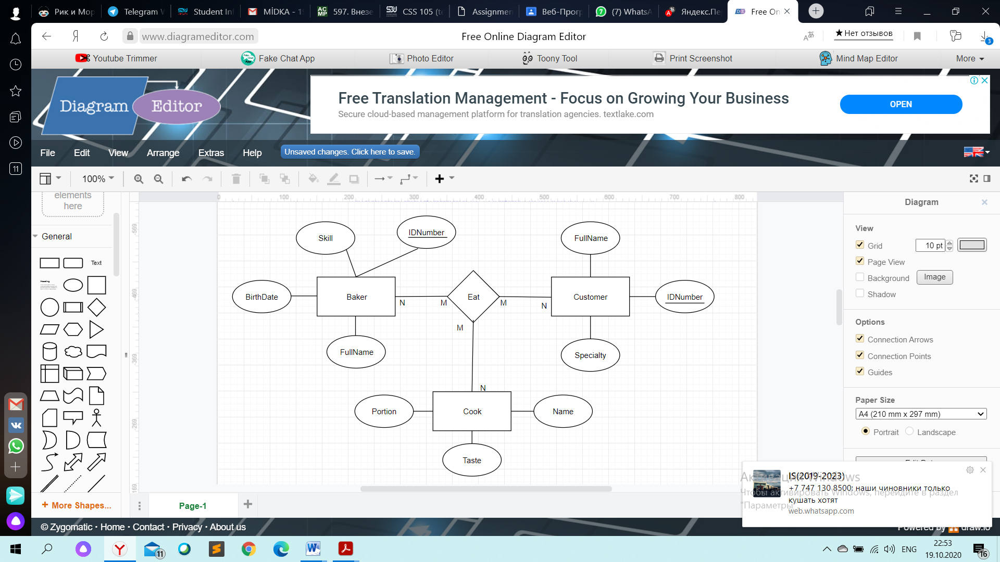 Рик и Мор
Telegram
Student Inf
MİDKA - 1
597. Внезе
CSS 105 (t
Assignmen
Веб-Прог
(7) WhatsA
Яндекс.Пе
Free On
www.diagrameditor.com
Free Online Diagram Editor
★ Нет отзывов
3
Youtube Trimmer
Fake Chat App
Photo Editor
Toony Tool
Print Screenshot
Mind Map Editor
More
11
Diagram Editor
Free Translation Management - Focus on Growing Your Business
Secure cloud-based management platform for translation agencies. textlake.com
OPEN
File
Edit
View
Arrange
Extras
Help
Unsaved changes. Click here to save.
100%
elements
here
General
Text
Heading
0
100
200
300
400
500
600
700
800
-569
-469
-369
-269
169
Skill
IDNumber
FullName
BirthDate
Baker
N
M
Eat
M
N
Customer
IDNumber
M
FullName
Specialty
N
Portion
Cook
Name
Taste
Diagram
View
Grid
10 pt
Page View
Background
Image
Shadow
Options
Connection Arrows
Connection Points
Guides
Paper Size
A4 (210 mm x 297 mm)
Portrait
Landscape
IS(2019-2023)
+7 747 130 8500: наши чиновники только
кушать хотят
web.whatsapp.com
Активация Windows
Чтобы активировать Windows, перейдите в раздел
"Параметры".
+ More Shapes...
Page-1
© Zygomatic · Home · Contact · Privacy · About us
Powered by draw.io
11
ENG
22:53
19.10.2020
16